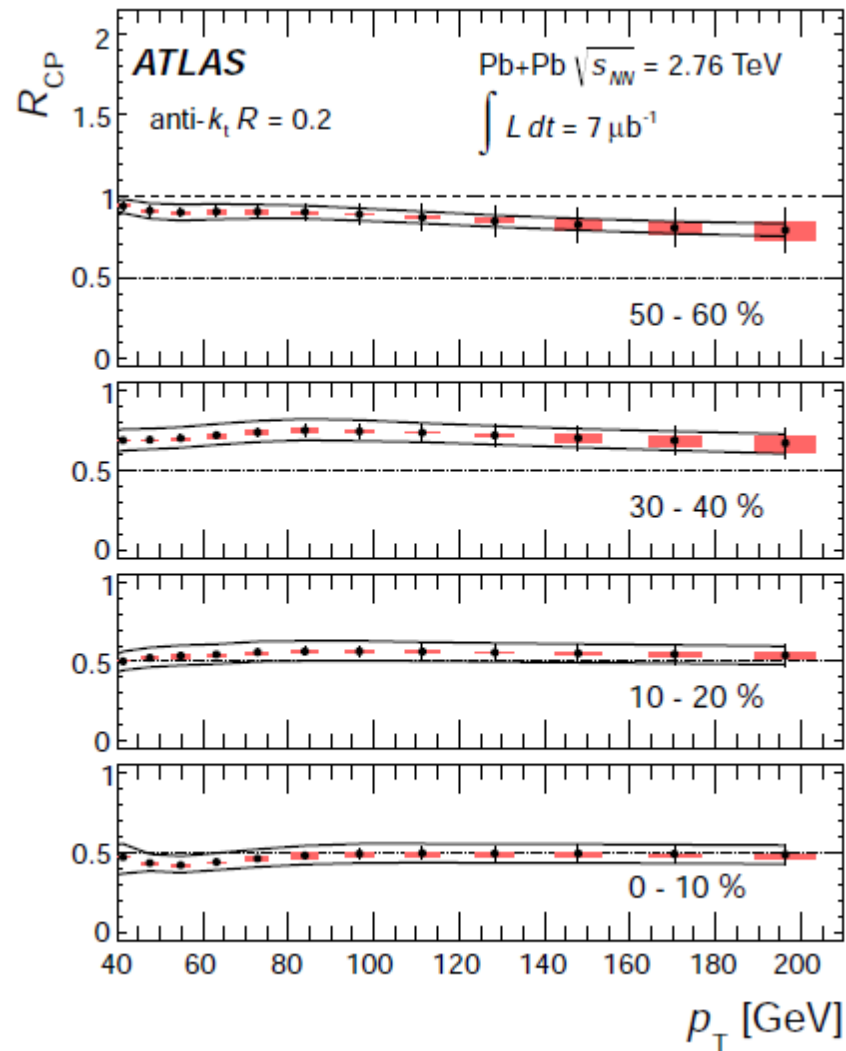 R_CP
2
1.5
1
0.5
0
ATLAS
Pb+Pb √s_NN = 2.76 TeV
anti-k_t R = 0.2
∫ L dt = 7 μb⁻¹
50 - 60 %
1
0.5
0
30 - 40 %
1
0.5
0
10 - 20 %
1
0.5
0
0 - 10 %
40 60 80 100 120 140 160 180 200
p_T [GeV]